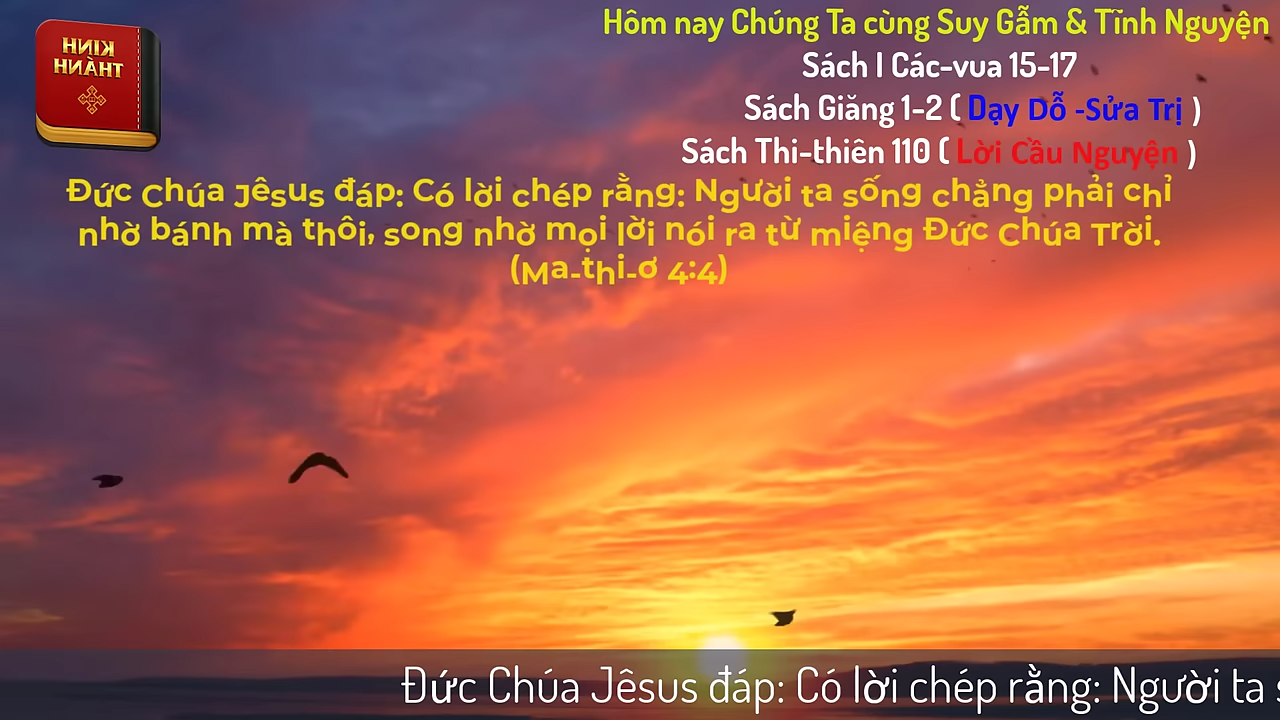 KINH
THÀNH
Hôm nay Chúng Ta cùng Suy Gẫm & Tĩnh Nguyện
Sách I Các-vua 15-17
Sách Giăng 1-2 ( Dạy Dỗ -Sửa Trị )
Sách Thi-thiên 110 ( Lời Cầu Nguyện )
Đức Chúa Jêsus đáp: Có lời chép rằng: Người ta sống chẳng phải chỉ
nhờ bánh mà thôi, song nhờ mọi lời nói ra từ miệng Đức Chúa Trời.
(Ma-thi-ơ 4:4)
Đức Chúa Jêsus đáp: Có lời chép rằng: Người ta